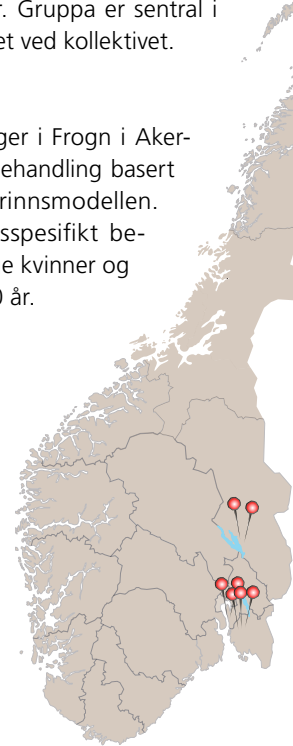 r. Gruppa er sentral i
et ved kollektivet.
ger i Frogn i Aker-
ehandling basert
rinnsmodellen.
sspesifikt be-
e kvinner og
0 år.